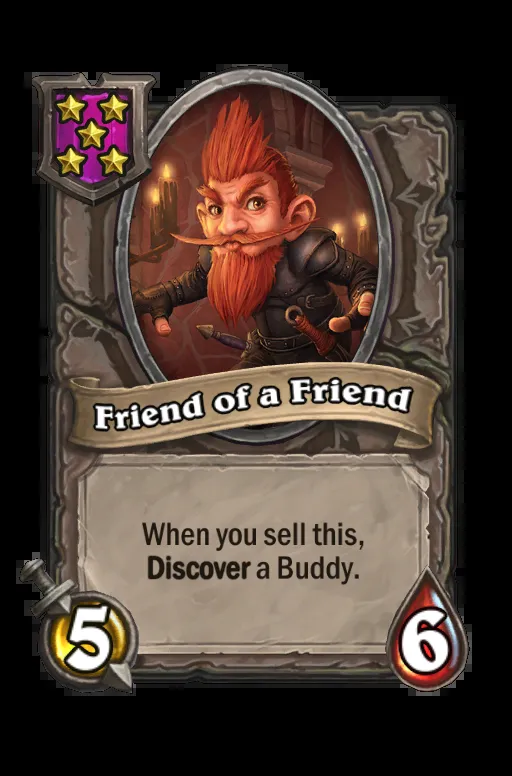 Friend of a Friend
When you sell this,
Discover a Buddy.
5
6